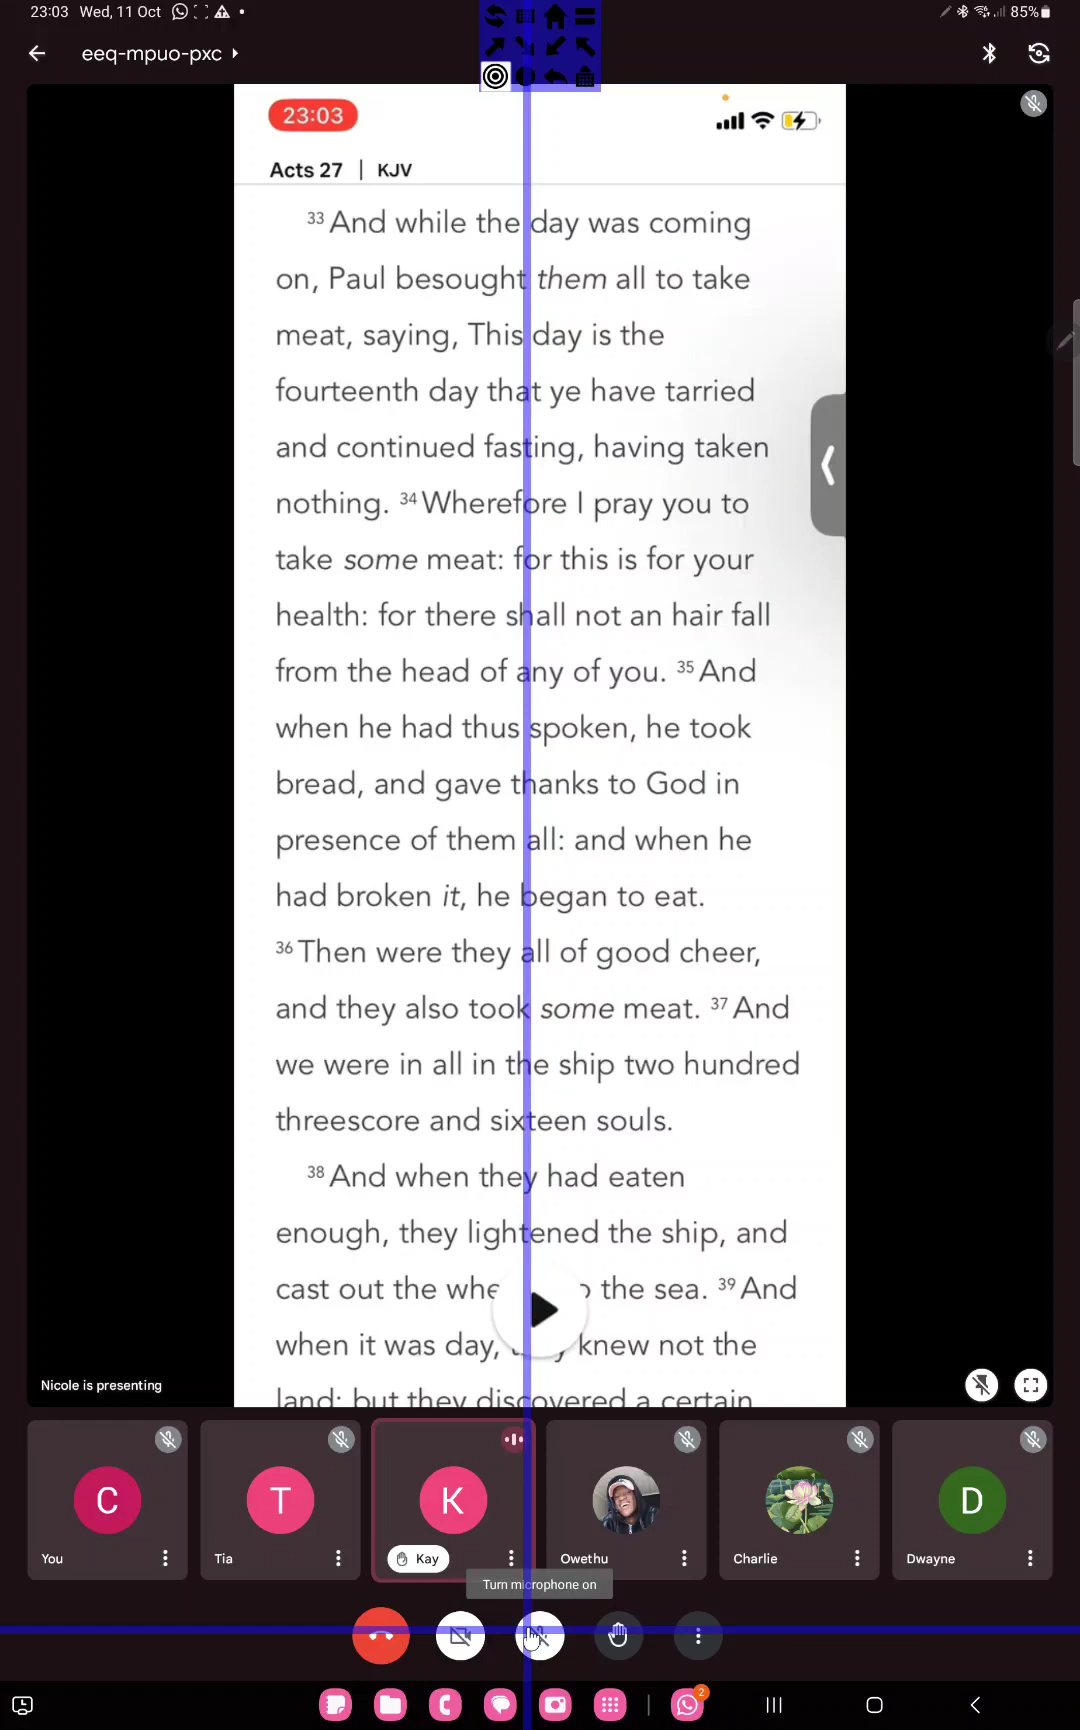 23:03 Wed, 11 Oct
85%
eeq-mpuo-pxc
23:03
Acts 27 | KJV
33 And while the day was coming
on, Paul besought them all to take
meat, saying, This day is the
fourteenth day that ye have tarried
and continued fasting, having taken
nothing. 34 Wherefore I pray you to
take some meat: for this is for your
health: for there shall not an hair fall
from the head of any of you. 35 And
when he had thus spoken, he took
bread, and gave thanks to God in
presence of them all: and when he
had broken it, he began to eat.
36 Then were they all of good cheer,
and they also took some meat. 37 And
we were in all in the ship two hundred
threescore and sixteen souls.
38 And when they had eaten
enough, they lightened the ship, and
cast out the the sea. 39 And
when it was day, knew not the
land: but they discovered a certain
Nicole is presenting
C
T
K
D
You
Tia
Kay
Owethu
Charlie
Dwayne
Turn microphone on
2